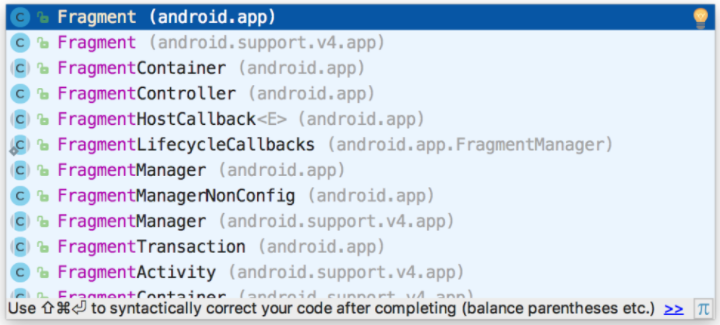 Fragment (android.app)
Fragment (android.support.v4.app)
FragmentContainer (android.app)
FragmentController (android.app)
FragmentHostCallback<E> (android.app)
FragmentLifecycleCallbacks (android.app.FragmentManager)
FragmentManager (android.app)
FragmentManagerNonConfig (android.app)
FragmentManager (android.support.v4.app)
FragmentTransaction (android.app)
FragmentActivity (android.support.v4.app)
FragmentContainer (android.support.v4.app)
Use ⇧⌘⏎ to syntactically correct your code after completing (balance parentheses etc.) >> π